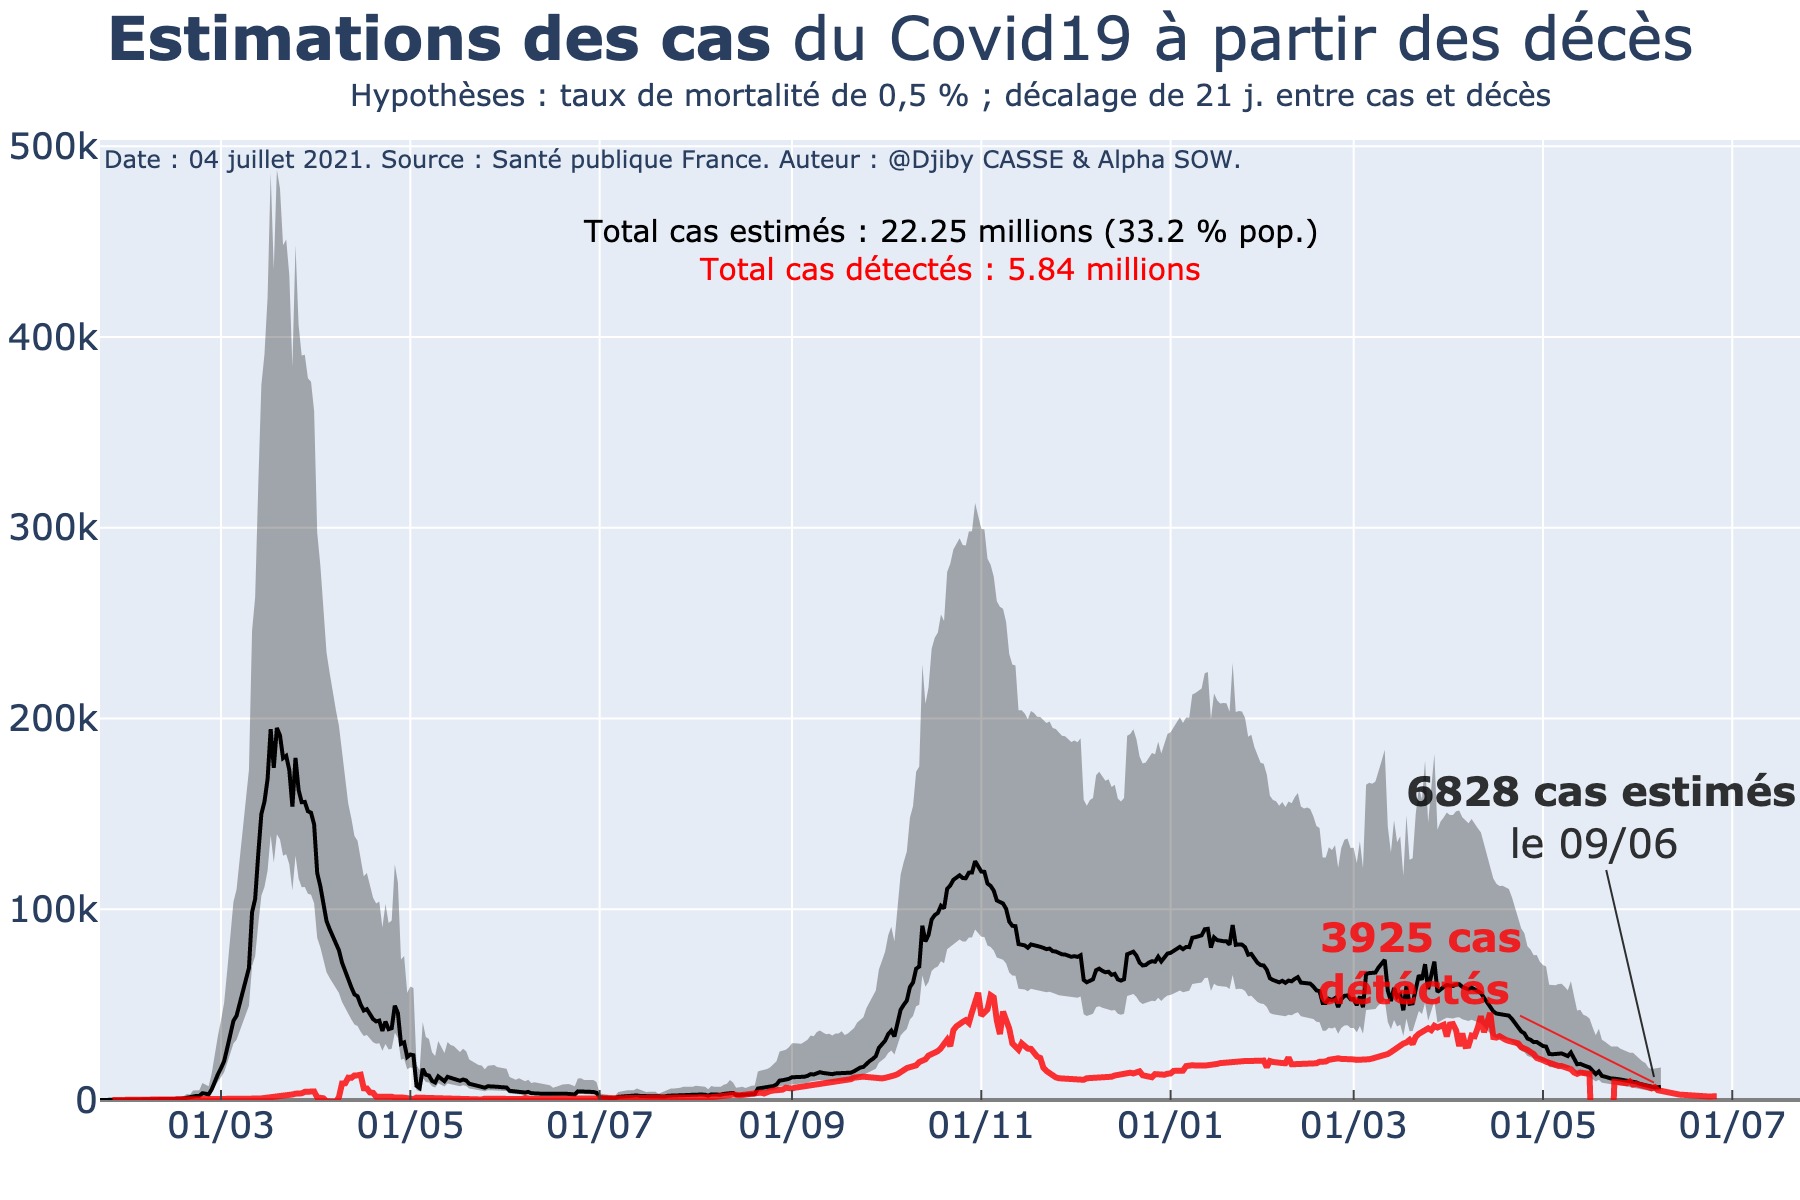 Estimations des cas du Covid19 à partir des décès
Hypothèses : taux de mortalité de 0,5 % ; décalage de 21 j. entre cas et décès
500k
Date : 04 juillet 2021. Source : Santé publique France. Auteur : @Djiby CASSE & Alpha SOW.
Total cas estimés : 22.25 millions (33.2 % pop.)
Total cas détectés : 5.84 millions
400k
300k
200k
6828 cas estimés
le 09/06
100k
3925 cas
détectés
0
01/03 01/05 01/07 01/09 01/11 01/01 01/03 01/05 01/07